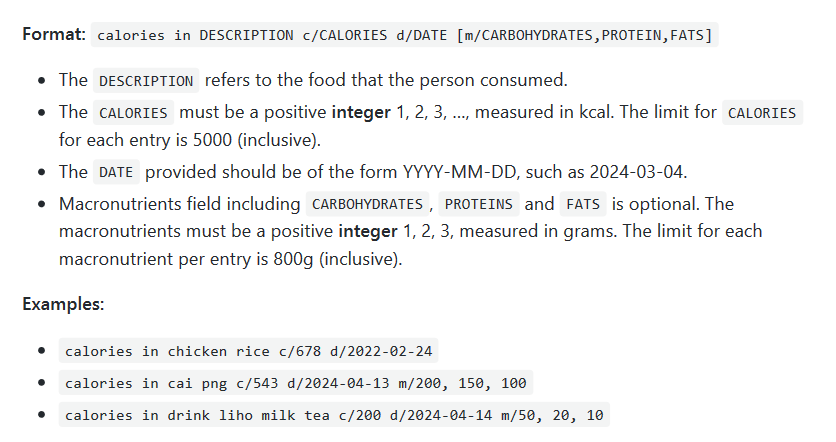 Format: calories in DESCRIPTION c/CALORIES d/DATE [m/CARBOHYDRATES,PROTEIN,FATS]
• The DESCRIPTION refers to the food that the person consumed.
• The CALORIES must be a positive integer 1, 2, 3, ..., measured in kcal. The limit for CALORIES
for each entry is 5000 (inclusive).
• The DATE provided should be of the form YYYY-MM-DD, such as 2024-03-04.
• Macronutrients field including CARBOHYDRATES, PROTEINS and FATS is optional. The
macronutrients must be a positive integer 1, 2, 3, measured in grams. The limit for each
macronutrient per entry is 800g (inclusive).
Examples:
• calories in chicken rice c/678 d/2022-02-24
• calories in cai png c/543 d/2024-04-13 m/200, 150, 100
• calories in drink liho milk tea c/200 d/2024-04-14 m/50, 20, 10